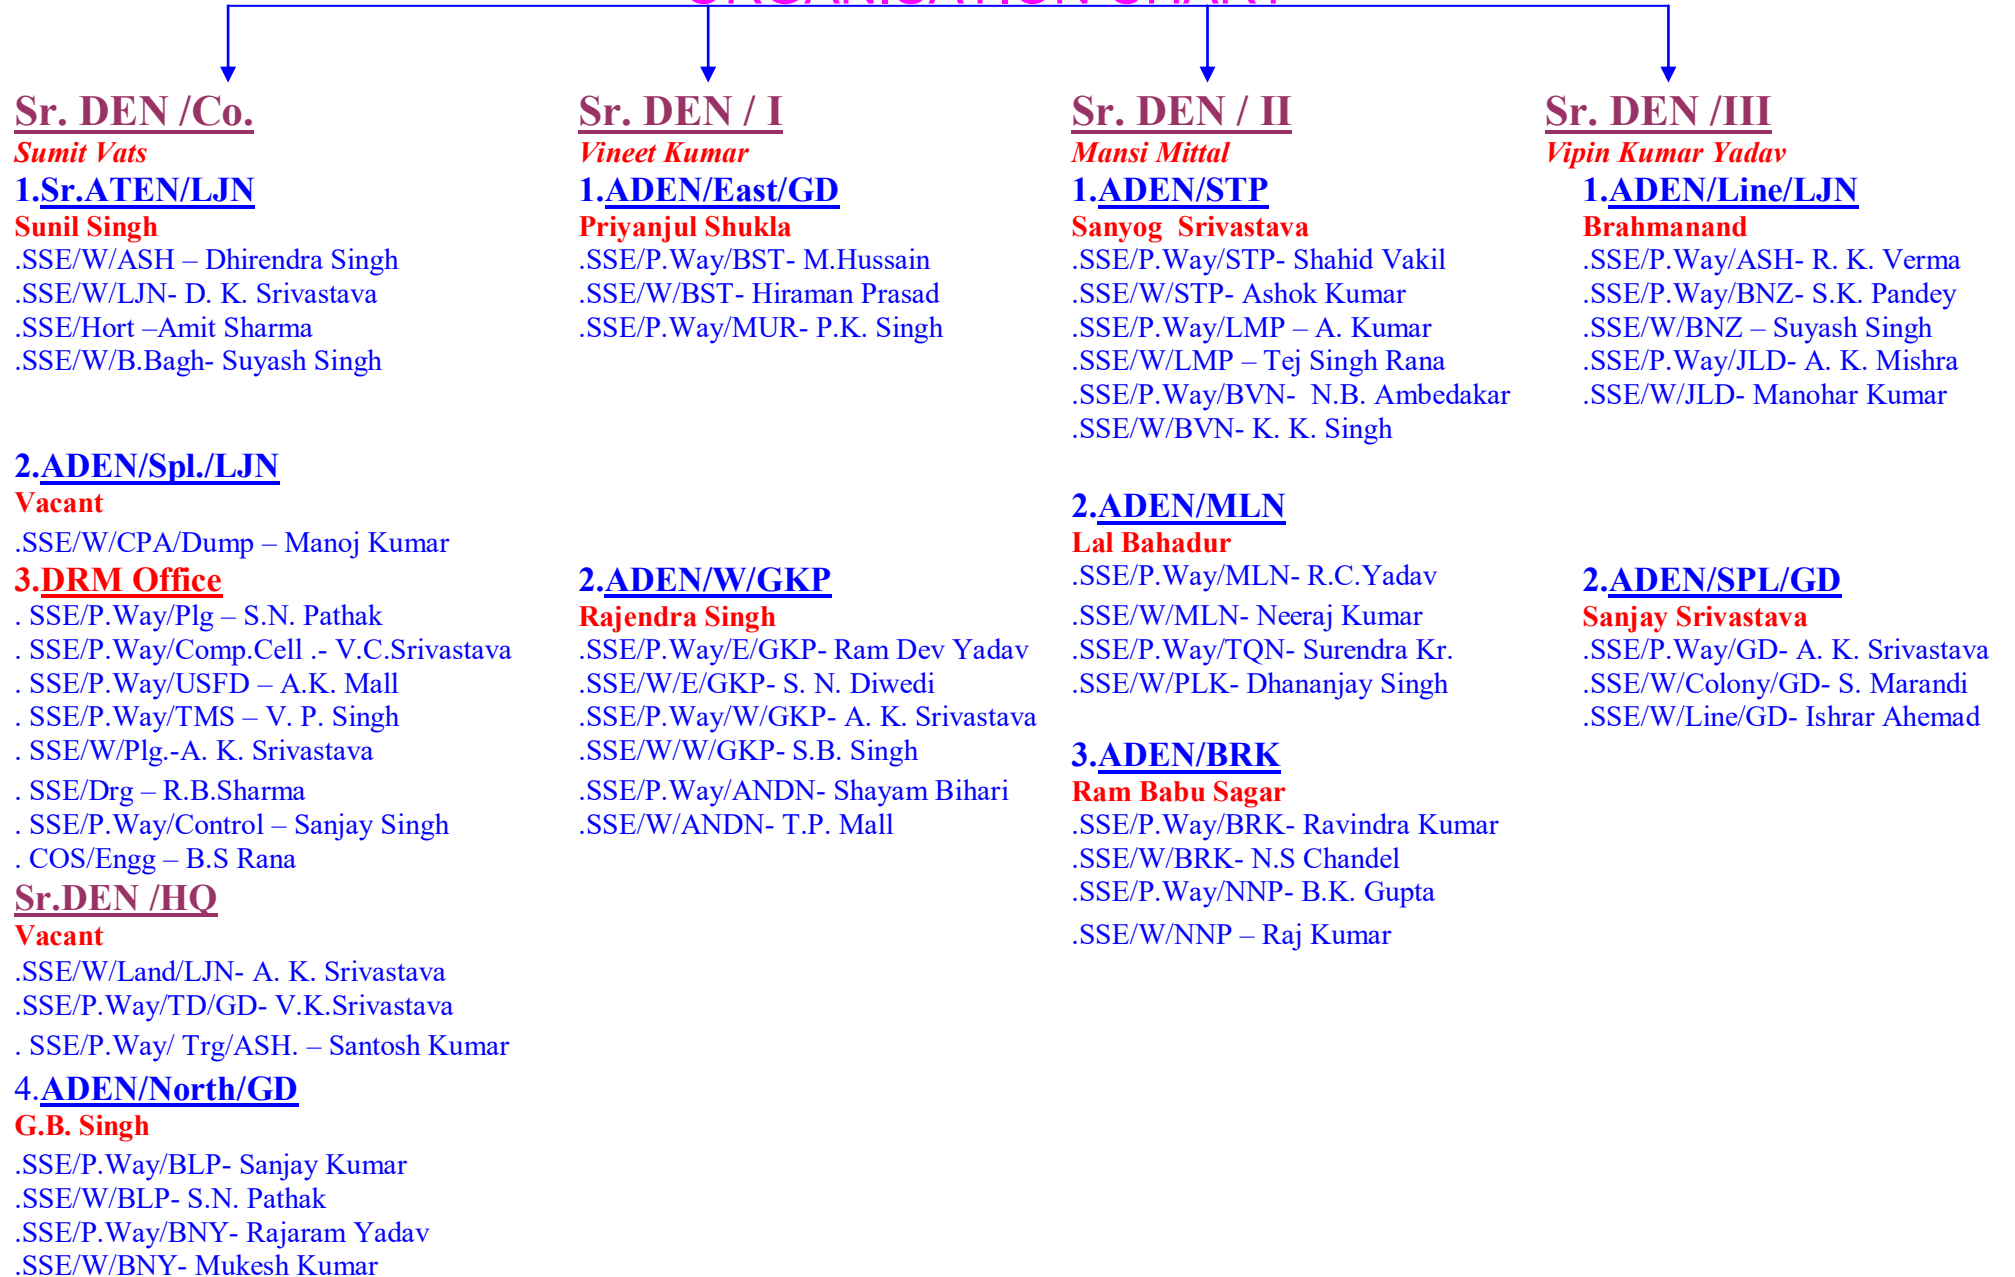 ORGANISATION CHART
Sr. DEN /Co.
Sumit Vats
1.Sr.ATEN/LJN
Sunil Singh
.SSE/W/ASH – Dhirendra Singh
.SSE/W/LJN- D. K. Srivastava
.SSE/Hort –Amit Sharma
.SSE/W/B.Bagh- Suyash Singh
2.ADEN/Spl./LJN
Vacant
.SSE/W/CPA/Dump – Manoj Kumar
3.DRM Office
. SSE/P.Way/Plg – S.N. Pathak
. SSE/P.Way/Comp.Cell .- V.C.Srivastava
. SSE/P.Way/USFD – A.K. Mall
. SSE/P.Way/TMS – V. P. Singh
. SSE/W/Plg.-A. K. Srivastava
. SSE/Drg – R.B.Sharma
. SSE/P.Way/Control – Sanjay Singh
. COS/Engg – B.S Rana
Sr.DEN /HQ
Vacant
.SSE/W/Land/LJN- A. K. Srivastava
.SSE/P.Way/TD/GD- V.K.Srivastava
. SSE/P.Way/ Trg/ASH. – Santosh Kumar
4.ADEN/North/GD
G.B. Singh
.SSE/P.Way/BLP- Sanjay Kumar
.SSE/W/BLP- S.N. Pathak
.SSE/P.Way/BNY- Rajaram Yadav
.SSE/W/BNY- Mukesh Kumar
Sr. DEN / I
Vineet Kumar
1.ADEN/East/GD
Priyanjul Shukla
.SSE/P.Way/BST- M.Hussain
.SSE/W/BST- Hiraman Prasad
.SSE/P.Way/MUR- P.K. Singh
2.ADEN/W/GKP
Rajendra Singh
.SSE/P.Way/E/GKP- Ram Dev Yadav
.SSE/W/E/GKP- S. N. Diwedi
.SSE/P.Way/W/GKP- A. K. Srivastava
.SSE/W/W/GKP- S.B. Singh
.SSE/P.Way/ANDN- Shayam Bihari
.SSE/W/ANDN- T.P. Mall
Sr. DEN / II
Mansi Mittal
1.ADEN/STP
Sanyog Srivastava
.SSE/P.Way/STP- Shahid Vakil
.SSE/W/STP- Ashok Kumar
.SSE/P.Way/LMP – A. Kumar
.SSE/W/LMP – Tej Singh Rana
.SSE/P.Way/BVN- N.B. Ambedakar
.SSE/W/BVN- K. K. Singh
2.ADEN/MLN
Lal Bahadur
.SSE/P.Way/MLN- R.C.Yadav
.SSE/W/MLN- Neeraj Kumar
.SSE/P.Way/TQN- Surendra Kr.
.SSE/W/PLK- Dhananjay Singh
3.ADEN/BRK
Ram Babu Sagar
.SSE/P.Way/BRK- Ravindra Kumar
.SSE/W/BRK- N.S Chandel
.SSE/P.Way/NNP- B.K. Gupta
.SSE/W/NNP – Raj Kumar
Sr. DEN /III
Vipin Kumar Yadav
1.ADEN/Line/LJN
Brahmanand
.SSE/P.Way/ASH- R. K. Verma
.SSE/P.Way/BNZ- S.K. Pandey
.SSE/W/BNZ – Suyash Singh
.SSE/P.Way/JLD- A. K. Mishra
.SSE/W/JLD- Manohar Kumar
2.ADEN/SPL/GD
Sanjay Srivastava
.SSE/P.Way/GD- A. K. Srivastava
.SSE/W/Colony/GD- S. Marandi
.SSE/W/Line/GD- Ishrar Ahemad